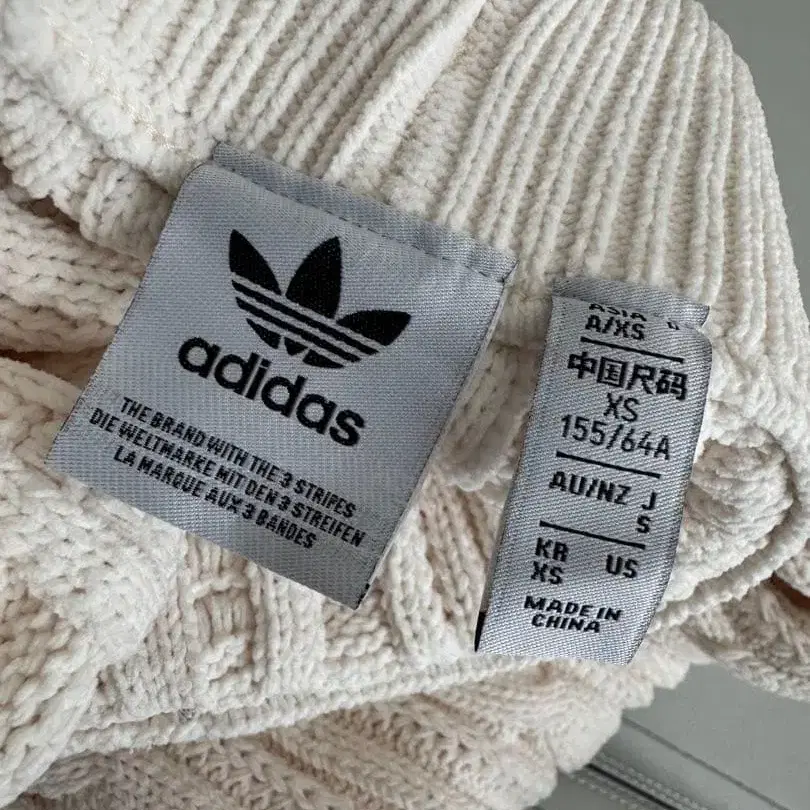 adidas
THE BRAND WITH THE 3 STRIPES
DIE WELTMARKE MIT DEN 3 STREIFEN
LA MARQUE AUX 3 BANDES
ASIA
A/XS
中国尺码
XS
155/64A
AU/NZ J
S
KR US
XS
MADE IN
CHINA